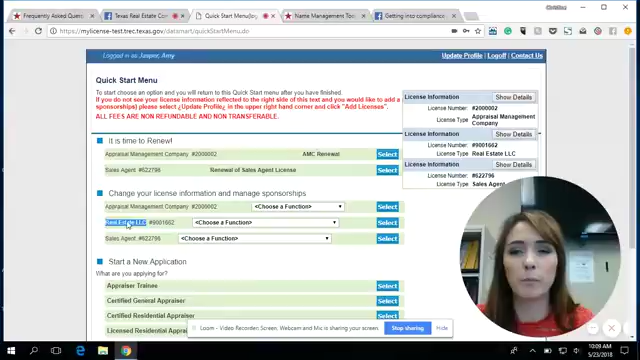 Christina
Frequently Asked Quest
Texas Real Estate Com
Quick Start Menu
Name Management Too
Getting into compliance
Secure
https://mylicense-test.trec.texas.gov/datamart/quickStartMenu.do
Logged in as Jasper, Amy
Update Profile | Logoff | Contact Us
Quick Start Menu
To start choose an option and you will return to this Quick Start menu after you have finished.
If you do not see your license information reflected to the right side of this text and you would like to add a
sponsorships) please select Update Profile, in the upper right hand corner and click "Add Licenses".
ALL FEES ARE NON REFUNDABLE AND NON TRANSFERABLE.
License Information
Show Details
License Number: #2000002
License Type: Appraisal Management
Company
License Information
Show Details
License Number: #9001662
License Type: Real Estate LLC
License Information
Show Details
License Number: #622796
License Type: Sales Agent
It is time to Renew!
Appraisal Management Company #2000002 AMC Renewal Select
Sales Agent #622796 Renewal of Sales Agent License Select
Change your license information and manage sponsorships
Appraisal Management Company #2000002 <Choose a Function> Select
Real Estate LLC #9001662 <Choose a Function> Select
Sales Agent #622796 <Choose a Function> Select
Start a New Application
What are you applying for?
Appraiser Trainee Select
Certified General Appraiser Select
Certified Residential Appraiser
Licensed Residential
Loom - Video Recorder: Screen, Webcam and Mic is sharing your screen.
Stop sharing
Hide
10:09 AM
5/23/2018